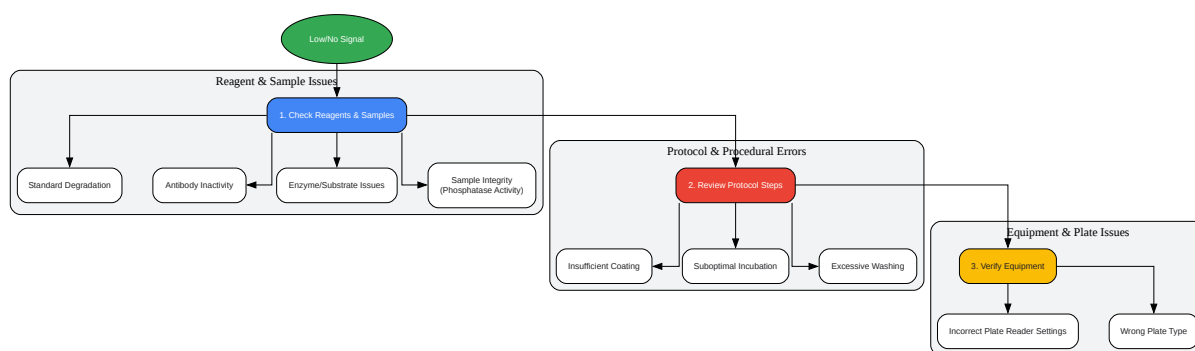 Low/No Signal
Reagent & Sample Issues
1. Check Reagents & Samples
Standard Degradation
Antibody Inactivity
Enzyme/Substrate Issues
Sample Integrity
(Phosphatase Activity)
Protocol & Procedural Errors
2. Review Protocol Steps
Insufficient Coating
Suboptimal Incubation
Excessive Washing
Equipment & Plate Issues
3. Verify Equipment
Incorrect Plate Reader Settings
Wrong Plate Type